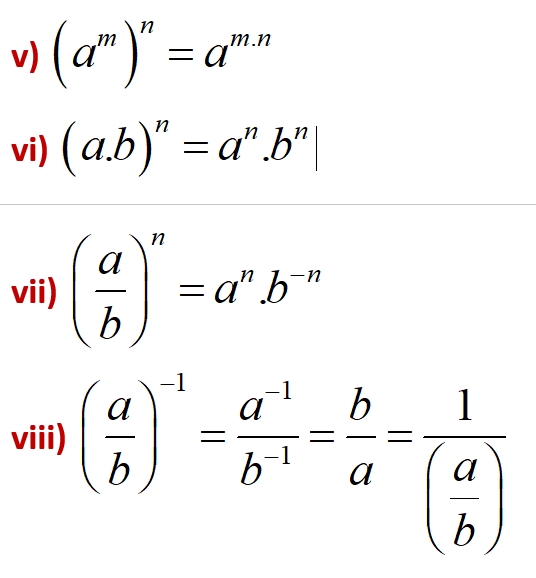 v) (a^m)^n = a^{m.n}
vi) (a.b)^n = a^n.b^n
vii) (a/b)^n = a^n.b^{-n}
viii) (a/b)^{-1} = a^{-1}/b^{-1} = b/a = 1/(a/b)